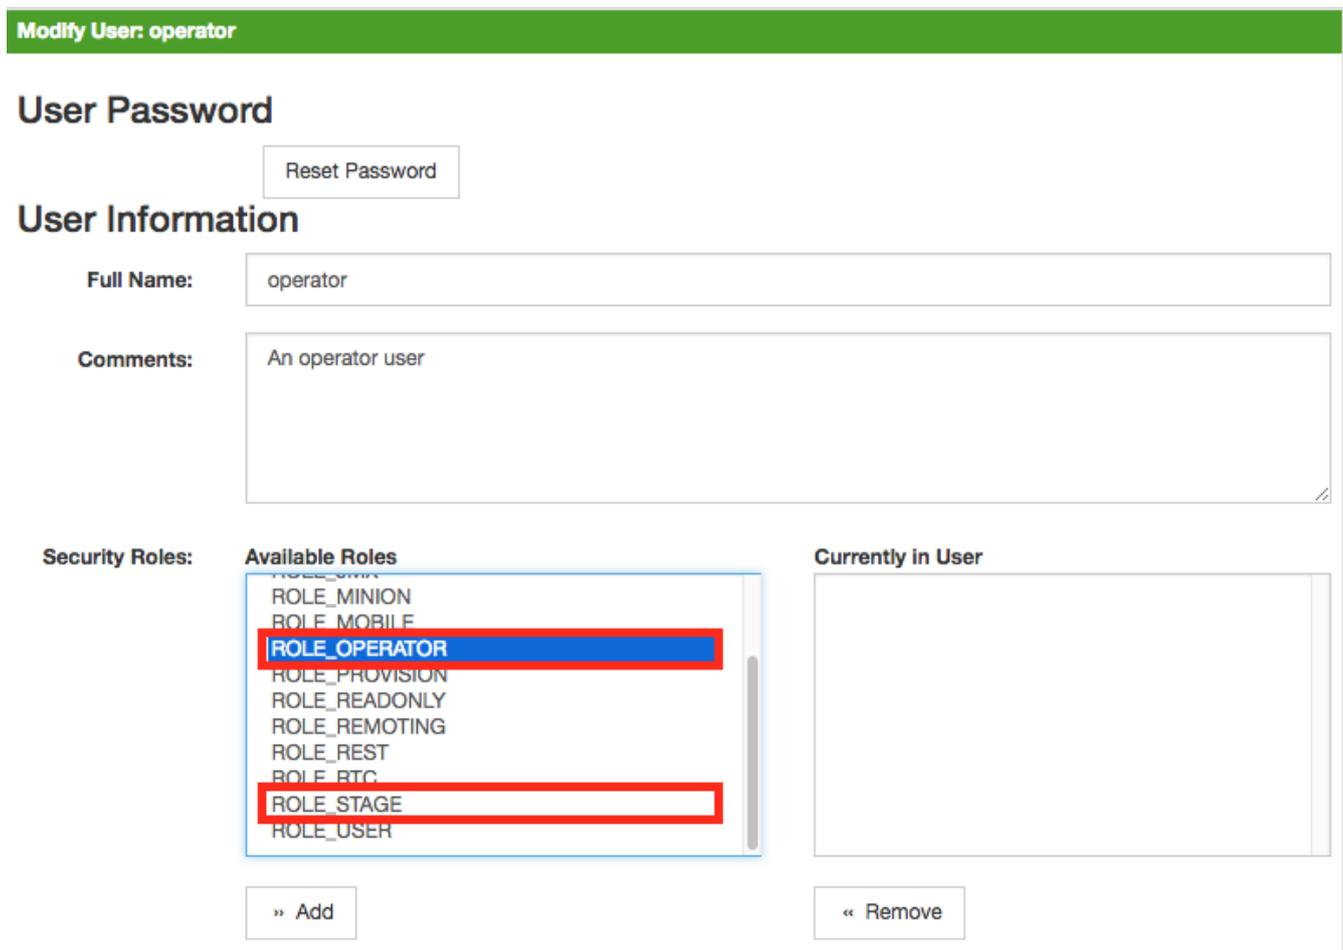 Modify User: operator
User Password
Reset Password
User Information
Full Name:
operator
Comments:
An operator user
Security Roles:
Available Roles
Currently in User
ROLE_JMX
ROLE_MINION
ROLE_MOBILE
ROLE_OPERATOR
ROLE_PROVISION
ROLE_READONLY
ROLE_REMOTING
ROLE_REST
ROLE_RTC
ROLE_STAGE
ROLE_USER
» Add
« Remove